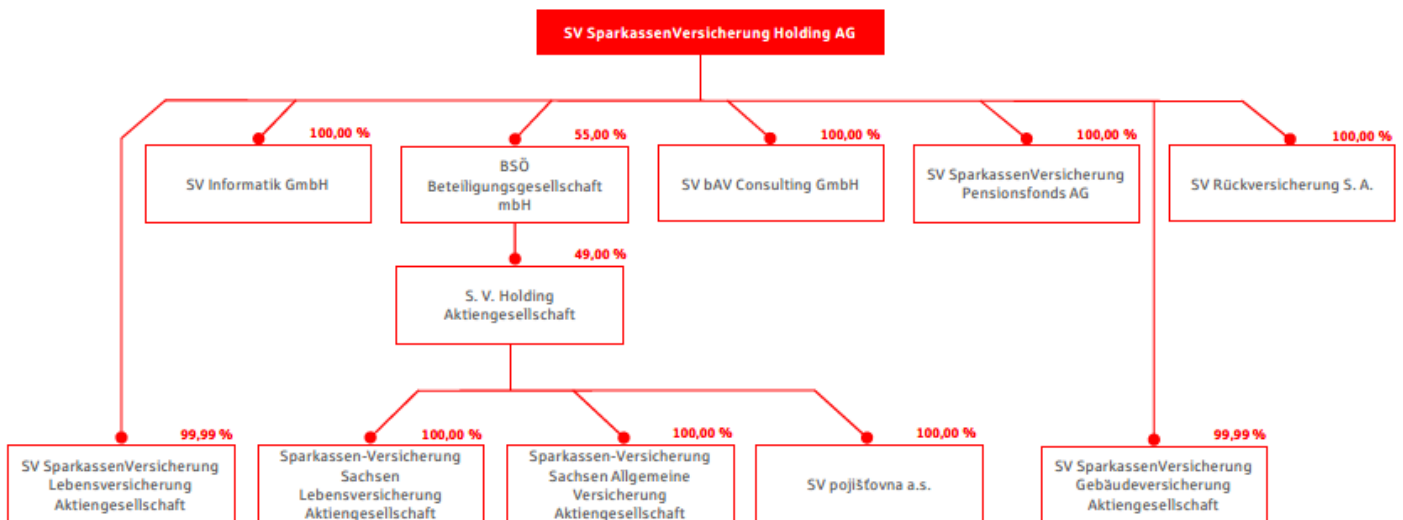 SV SparkassenVersicherung Holding AG
100,00 %
SV Informatik GmbH
55,00 %
BSÖ
Beteiligungsgesellschaft
mbH
100,00 %
SV bAV Consulting GmbH
100,00 %
SV SparkassenVersicherung
Pensionsfonds AG
100,00 %
SV Rückversicherung S. A.
49,00 %
S. V. Holding
Aktiengesellschaft
99,99 %
SV SparkassenVersicherung
Lebensversicherung
Aktiengesellschaft
100,00 %
Sparkassen-Versicherung
Sachsen
Lebensversicherung
Aktiengesellschaft
100,00 %
Sparkassen-Versicherung
Sachsen Allgemeine
Versicherung
Aktiengesellschaft
100,00 %
SV pojišťovna a.s.
99,99 %
SV SparkassenVersicherung
Gebäudeversicherung
Aktiengesellschaft